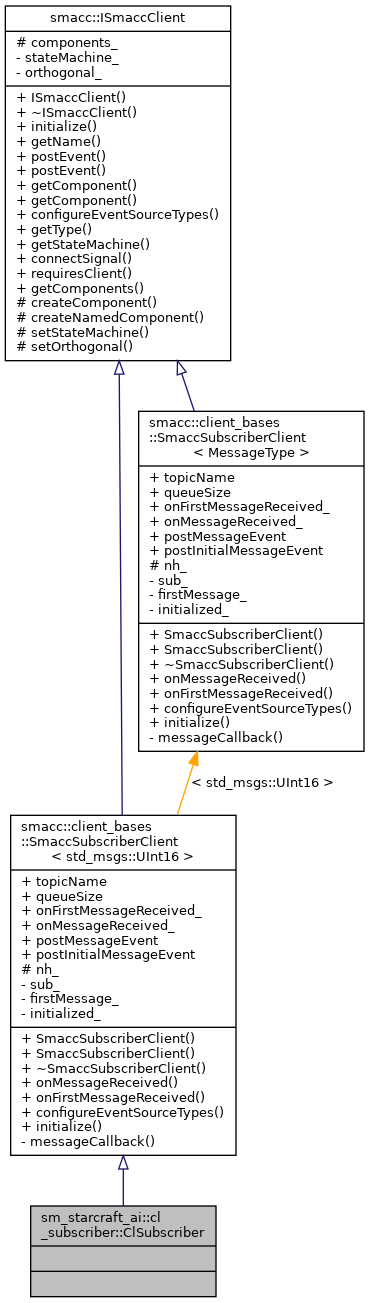 smacc::ISmaccClient
# components_
- stateMachine_
- orthogonal_
+ ISmaccClient()
+ ~ISmaccClient()
+ initialize()
+ getName()
+ postEvent()
+ postEvent()
+ getComponent()
+ getComponent()
+ configureEventSourceTypes()
+ getType()
+ getStateMachine()
+ connectSignal()
+ requiresClient()
+ getComponents()
# createComponent()
# createNamedComponent()
# setStateMachine()
# setOrthogonal()
smacc::client_bases
::SmaccSubscriberClient
< MessageType >
+ topicName
+ queueSize
+ onFirstMessageReceived_
+ onMessageReceived_
+ postMessageEvent
+ postInitialMessageEvent
# nh_
- sub_
- firstMessage_
- initialized_
+ SmaccSubscriberClient()
+ SmaccSubscriberClient()
+ ~SmaccSubscriberClient()
+ onMessageReceived()
+ onFirstMessageReceived()
+ configureEventSourceTypes()
+ initialize()
- messageCallback()
< std_msgs::UInt16 >
smacc::client_bases
::SmaccSubscriberClient
< std_msgs::UInt16 >
+ topicName
+ queueSize
+ onFirstMessageReceived_
+ onMessageReceived_
+ postMessageEvent
+ postInitialMessageEvent
# nh_
- sub_
- firstMessage_
- initialized_
+ SmaccSubscriberClient()
+ SmaccSubscriberClient()
+ ~SmaccSubscriberClient()
+ onMessageReceived()
+ onFirstMessageReceived()
+ configureEventSourceTypes()
+ initialize()
- messageCallback()
sm_starcraft_ai::cl
_subscriber::ClSubscriber